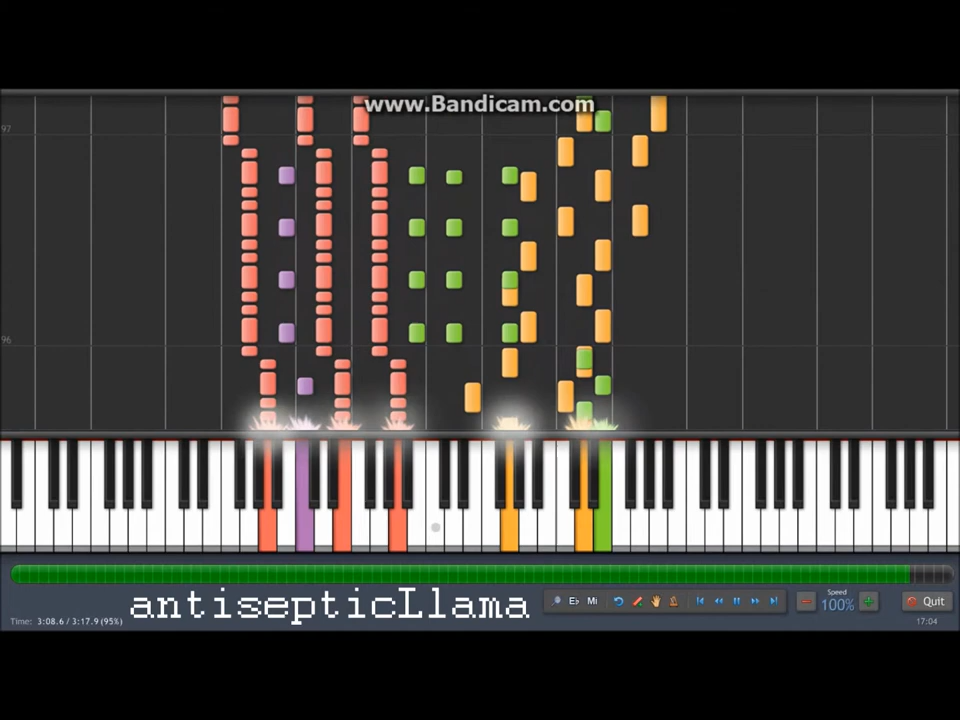 www.Bandicam.com
97
96
antisepticLlama
E♭ Mi
Speed
100%
Quit
Time: 3:08.6 / 3:17.9 (95%)
17:04